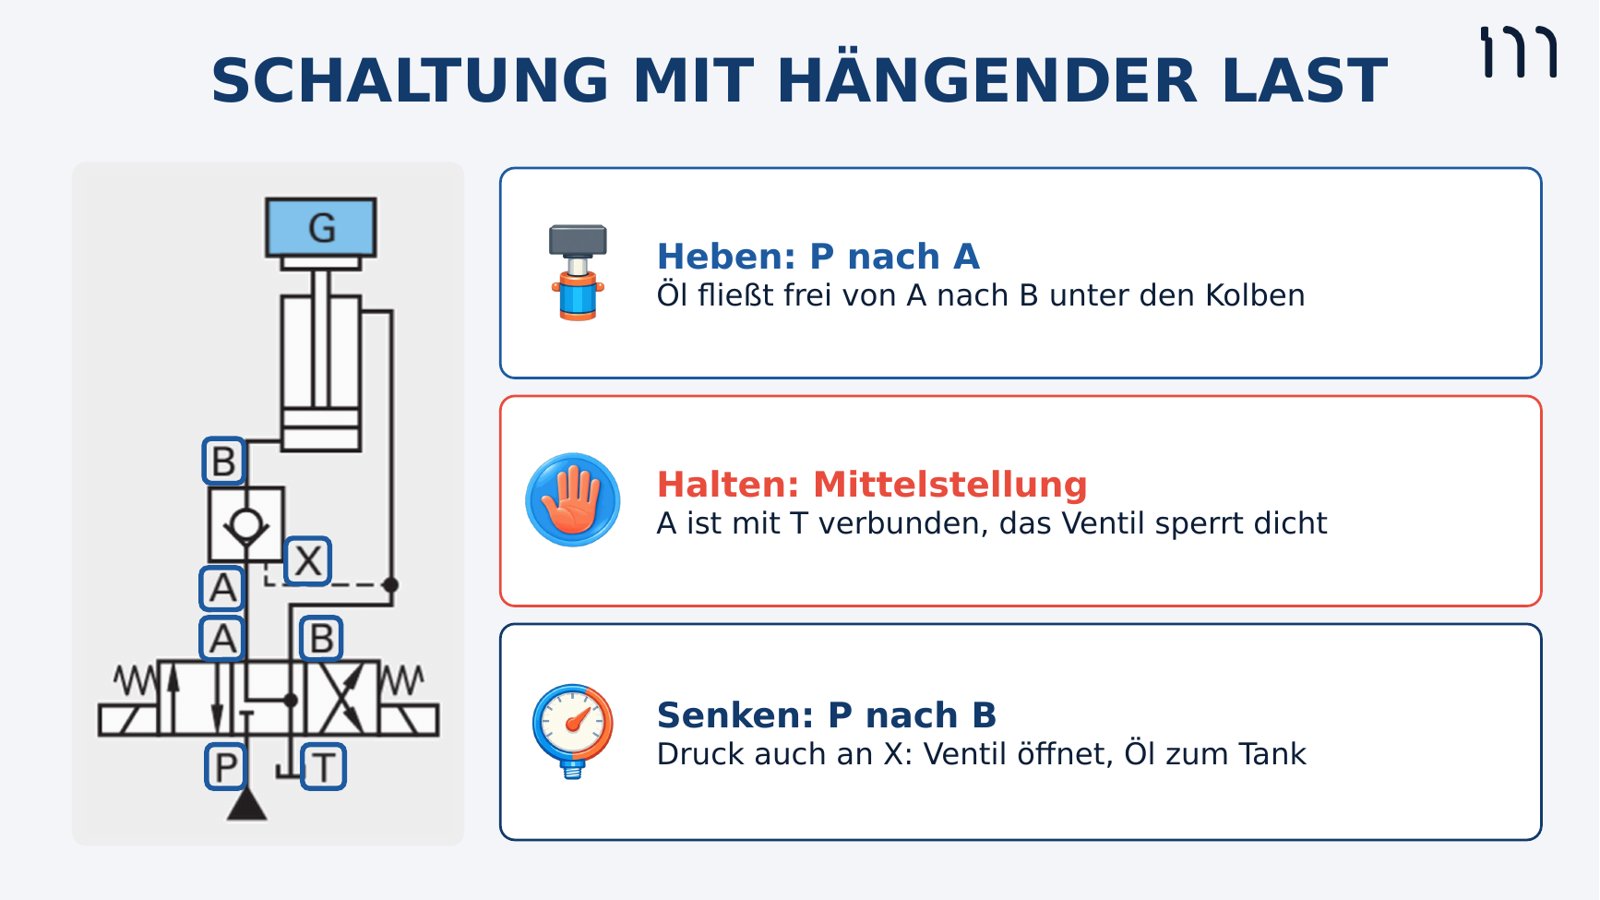 SCHALTUNG MIT HÄNGENDER LAST
m
G
B
X
A
A
B
P
T
Heben: P nach A
Öl fließt frei von A nach B unter den Kolben
Halten: Mittelstellung
A ist mit T verbunden, das Ventil sperrt dicht
Senken: P nach B
Druck auch an X: Ventil öffnet, Öl zum Tank